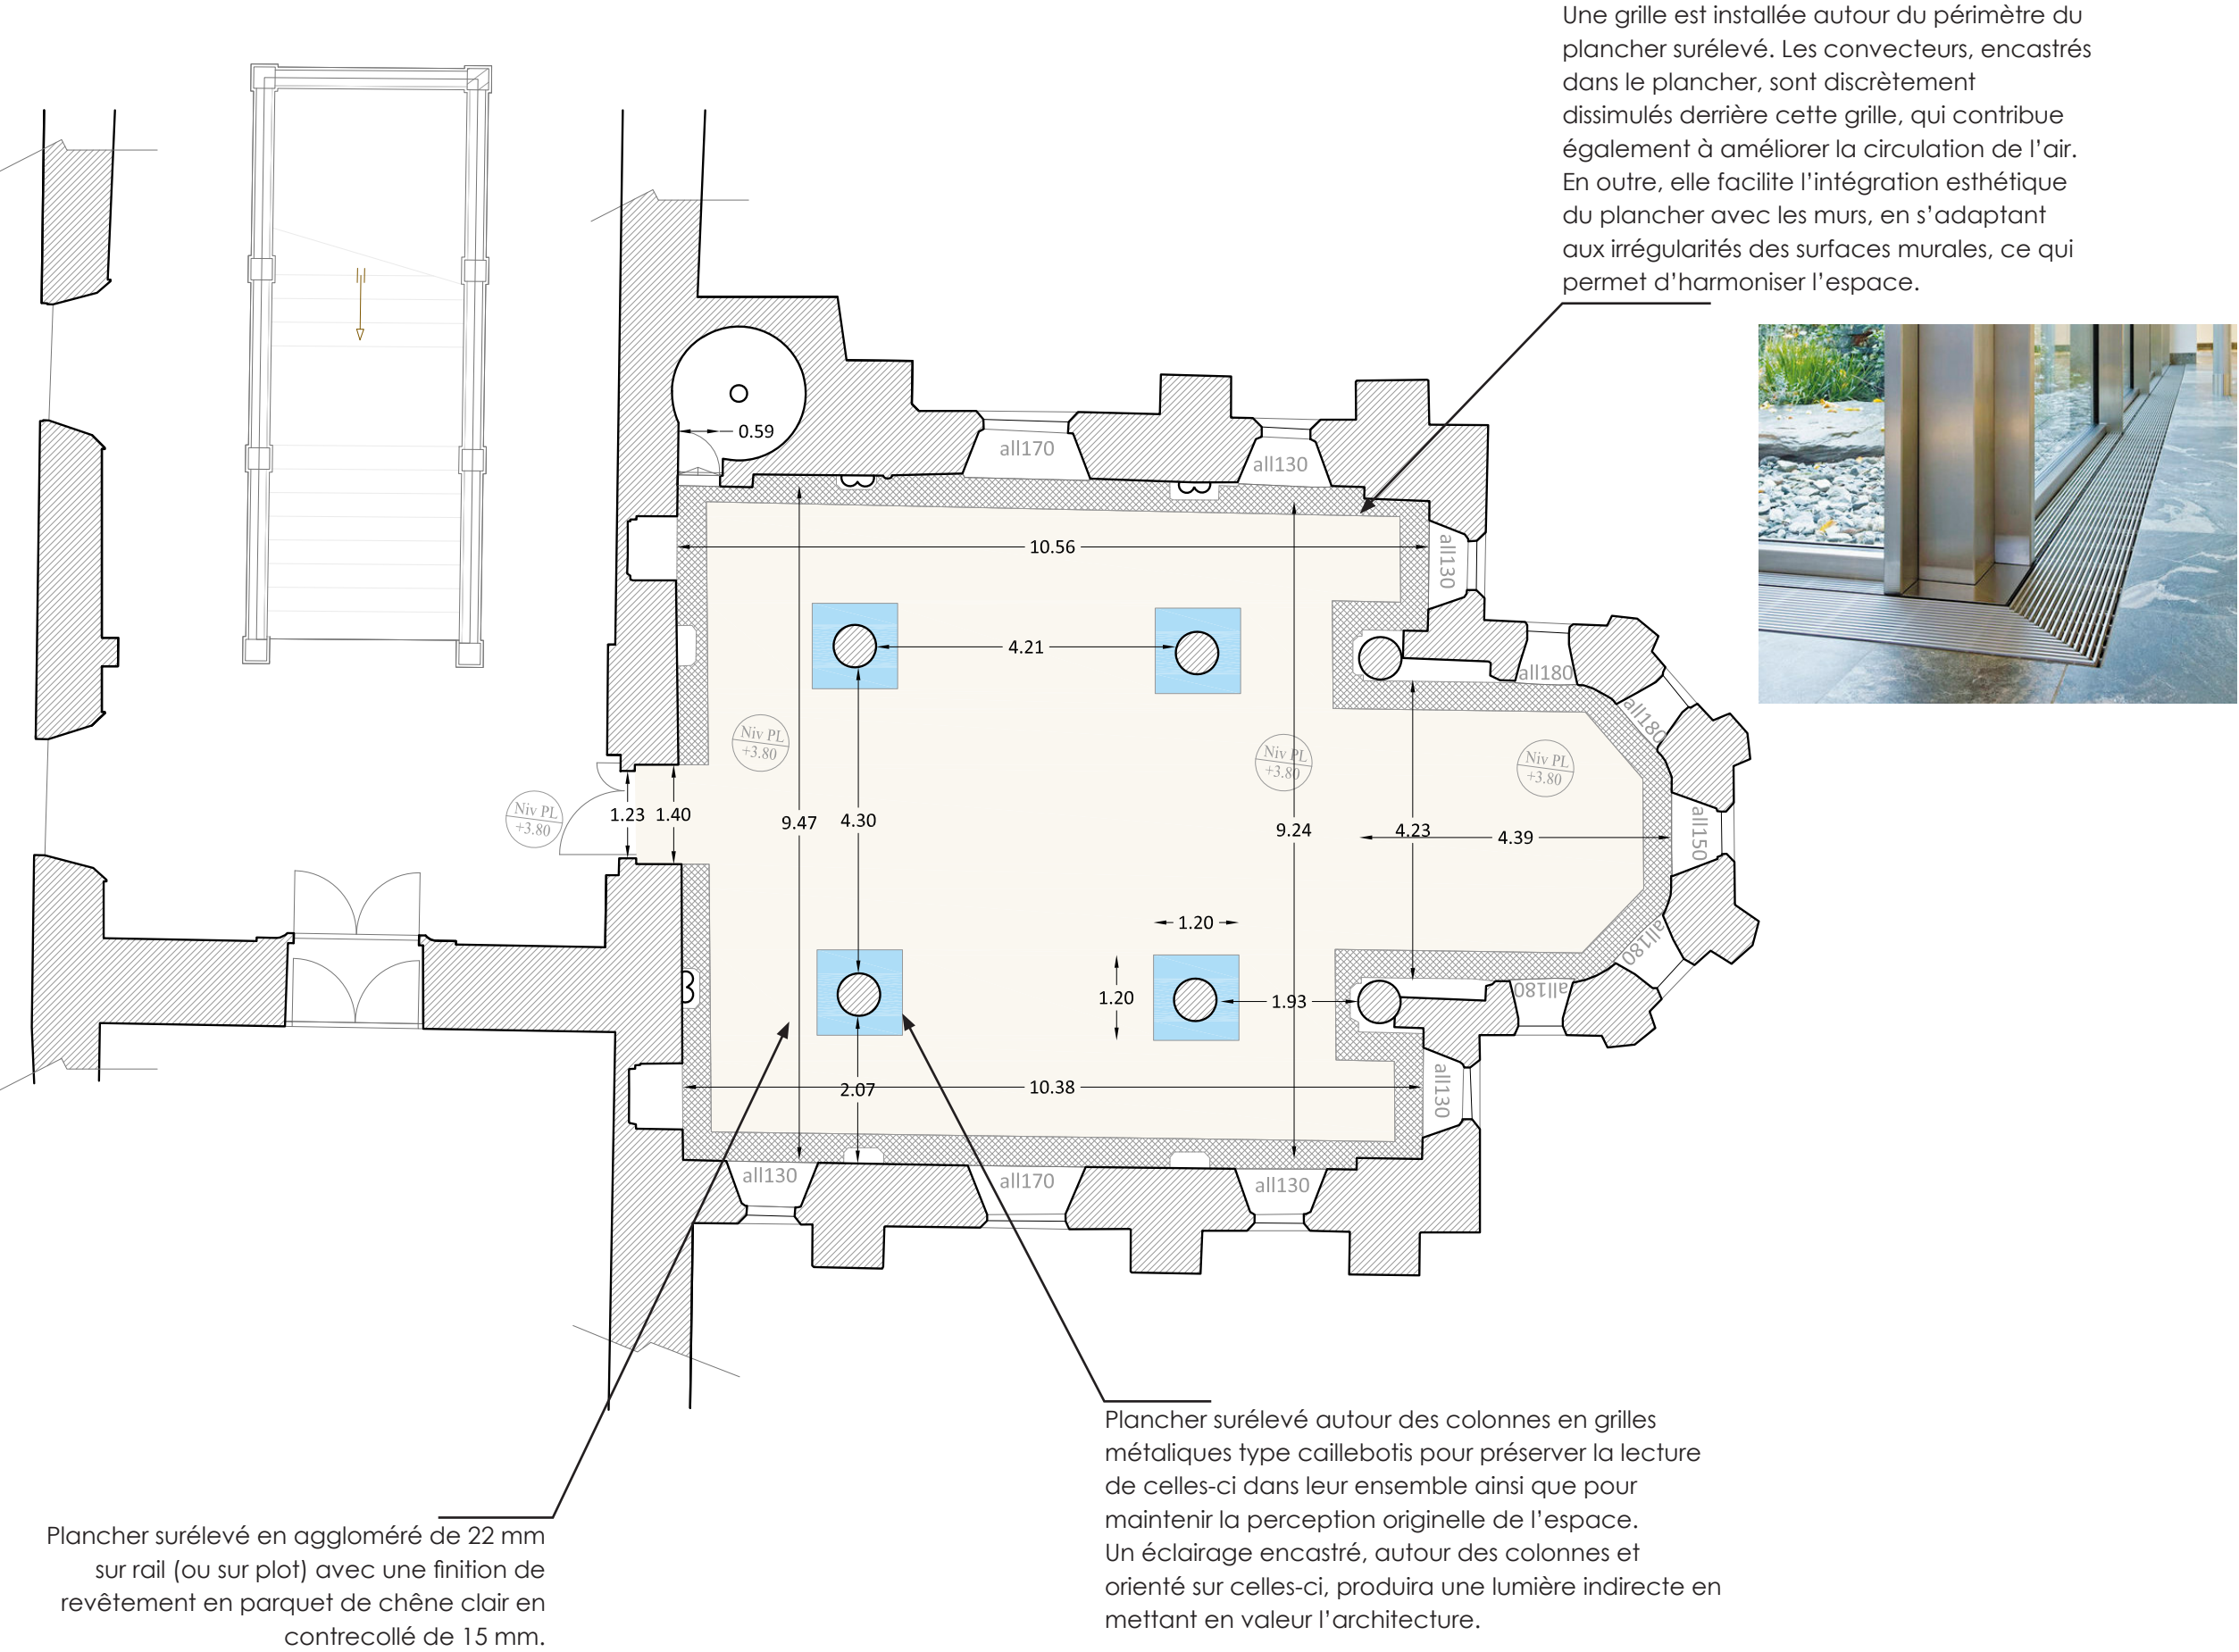 Une grille est installée autour du périmètre du
plancher surélevé. Les convecteurs, encastrés
dans le plancher, sont discrètement
dissimulés derrière cette grille, qui contribue
également à améliorer la circulation de l’air.
En outre, elle facilite l’intégration esthétique
du plancher avec les murs, en s’adaptant
aux irrégularités des surfaces murales, ce qui
permet d’harmoniser l’espace.
0.59
all170
all130
10.56
all130
4.21
all180
all180
Niv PL
+3.80
Niv PL
+3.80
Niv PL
+3.80
Niv PL
+3.80
1.23
1.40
9.47
4.30
9.24
4.23
4.39
all150
1.20
all180
1.20
1.93
all180
2.07
10.38
all130
all130
all170
all130
Plancher surélevé autour des colonnes en grilles
métaliques type caillebotis pour préserver la lecture
de celles-ci dans leur ensemble ainsi que pour
maintenir la perception originelle de l’espace.
Un éclairage encastré, autour des colonnes et
orienté sur celles-ci, produira une lumière indirecte en
mettant en valeur l’architecture.
Plancher surélevé en aggloméré de 22 mm
sur rail (ou sur plot) avec une finition de
revêtement en parquet de chêne clair en
contrecollé de 15 mm.